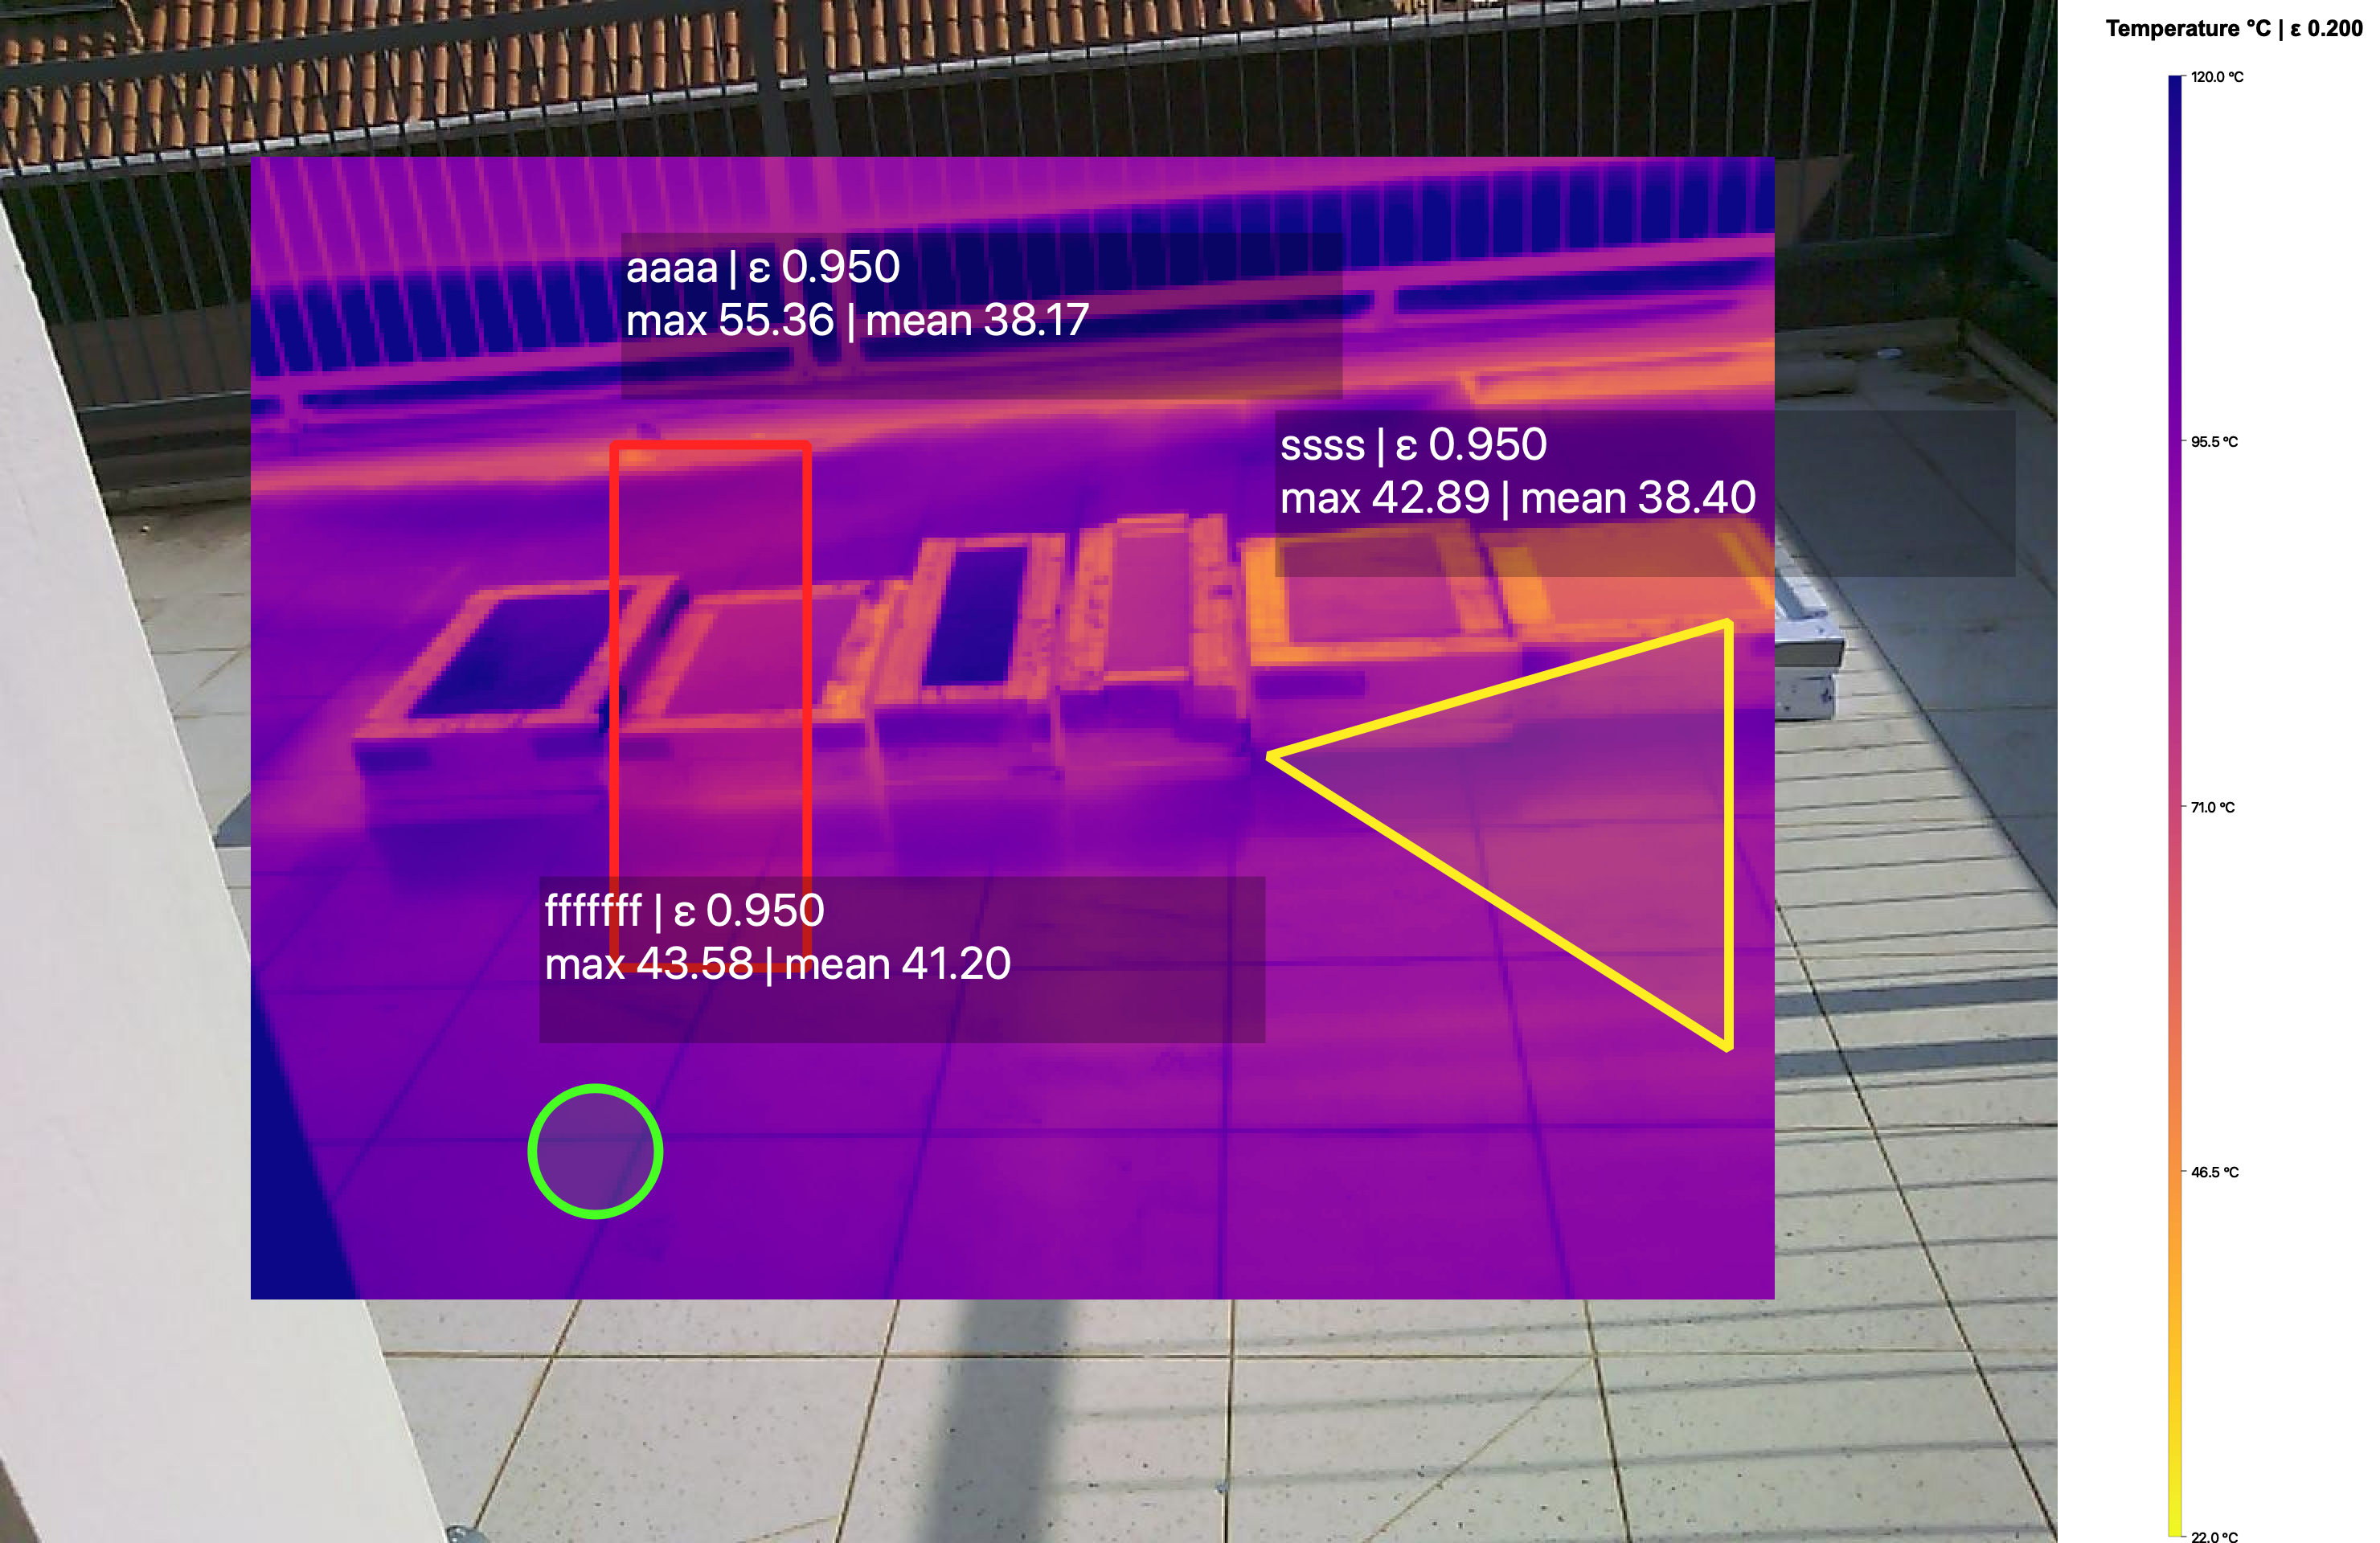 Temperature °C | ε 0.200
120.0 °C
aaaa | ε 0.950
max 55.36 | mean 38.17
95.5 °C
ssss | ε 0.950
max 42.89 | mean 38.40
71.0 °C
fffffff | ε 0.950
max 43.58 | mean 41.20
46.5 °C
22.0 °C